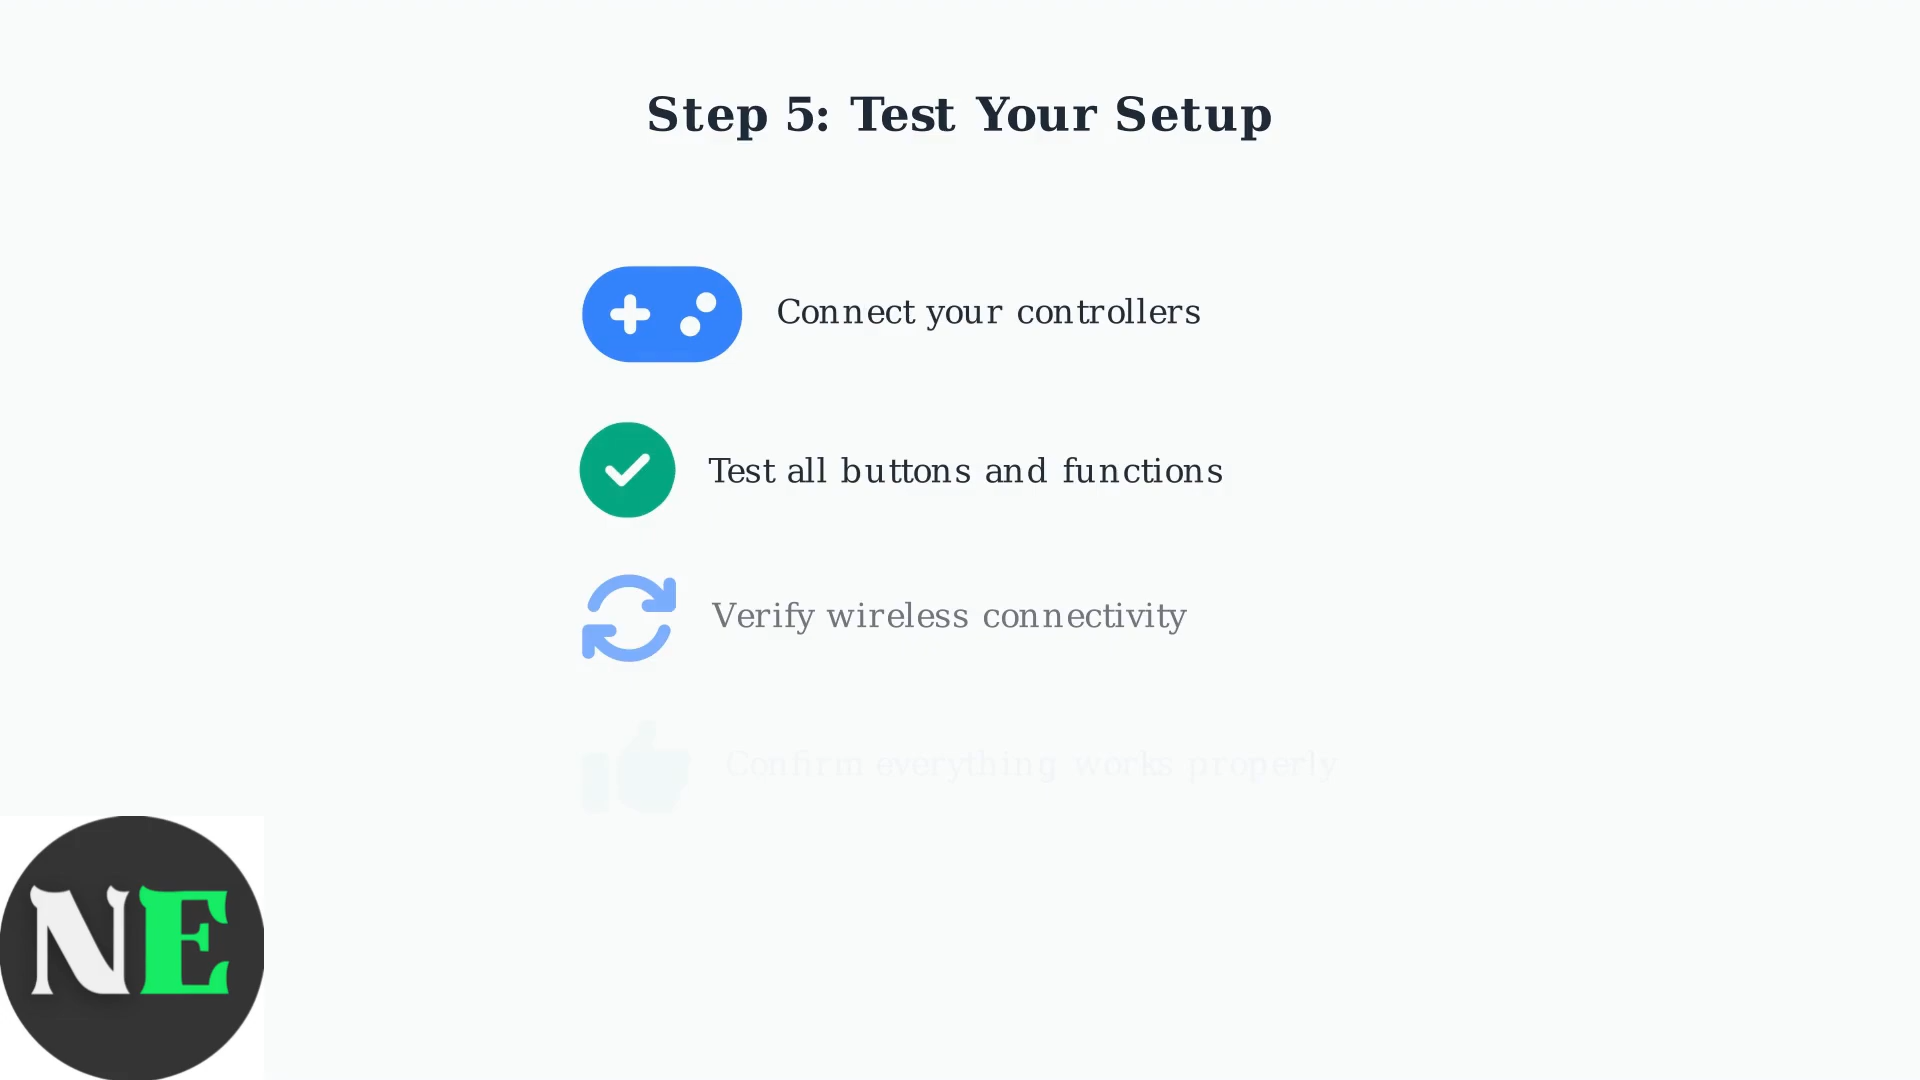 Step 5: Test Your Setup
Connect your controllers
Test all buttons and functions
Verify wireless connectivity
Confirm everything works properly
NE